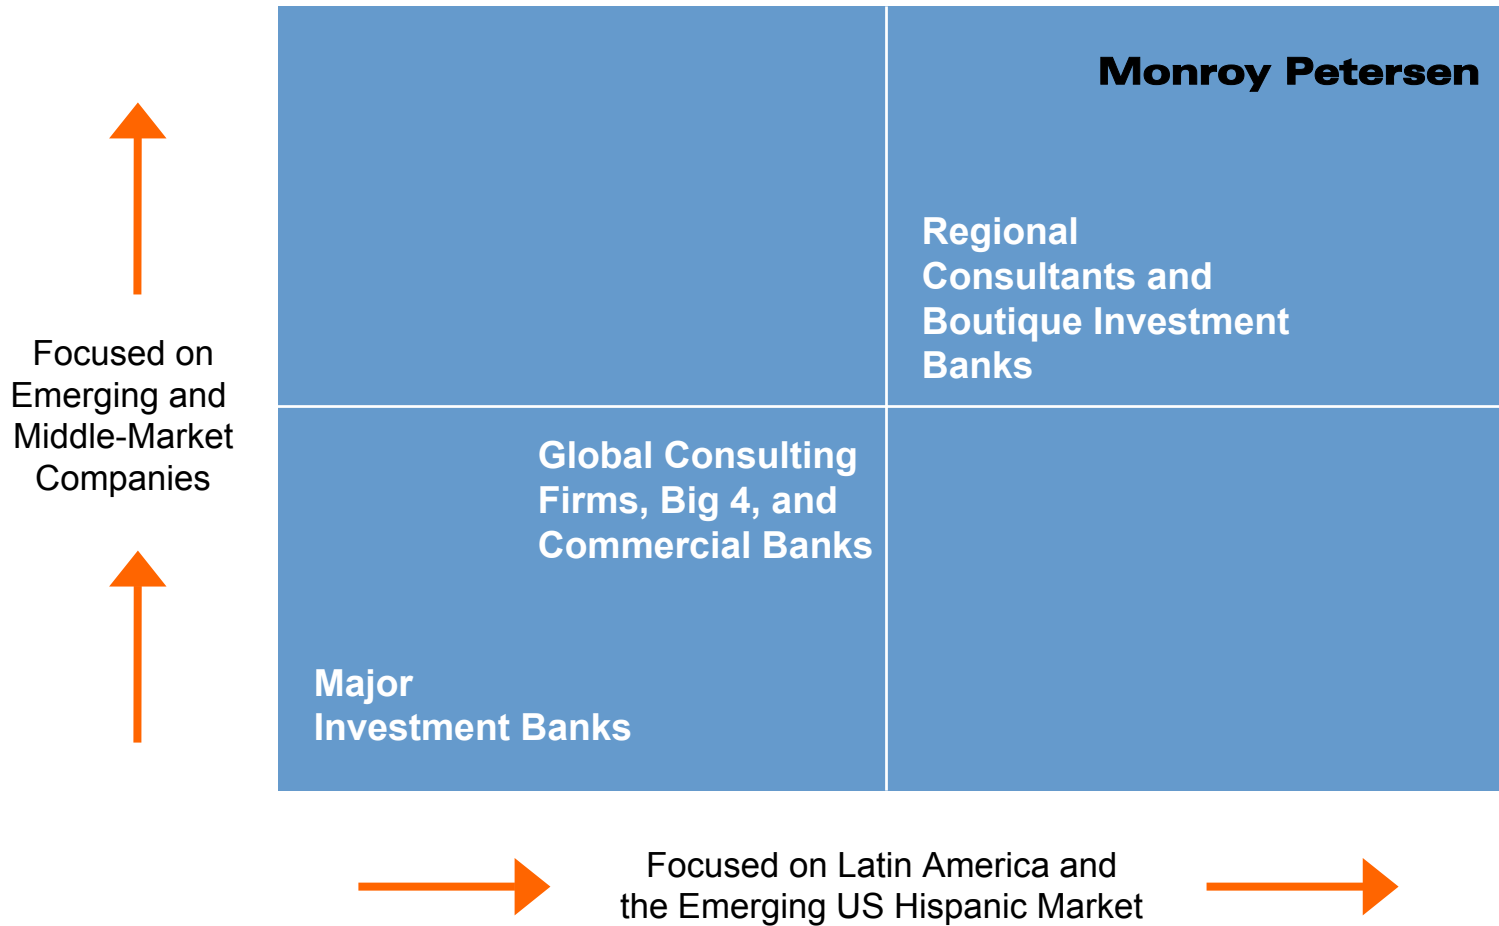 Monroy Petersen
Regional
Consultants and
Boutique Investment
Banks
Focused on
Emerging and
Middle-Market
Companies
Global Consulting
Firms, Big 4, and
Commercial Banks
Major
Investment Banks
Focused on Latin America and
the Emerging US Hispanic Market